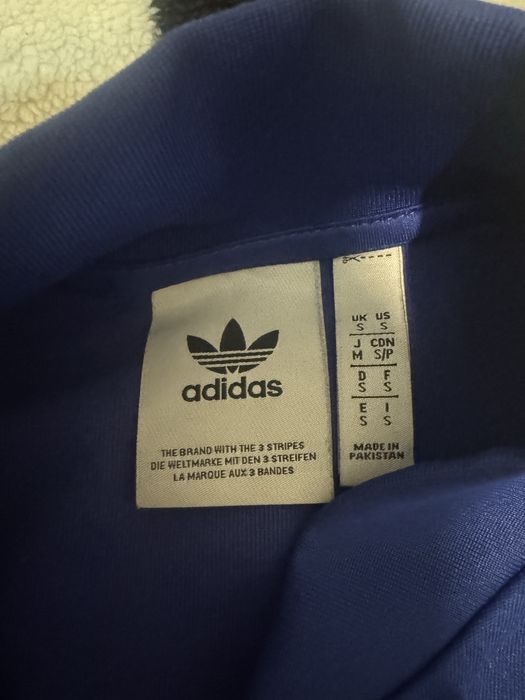 adidas
THE BRAND WITH THE 3 STRIPES
DIE WELTMARKE MIT DEN 3 STREIFEN
LA MARQUE AUX 3 BANDES
UK US
S S
J CDN
M S/P
D F
S S
E I
S S
MADE IN
PAKISTAN